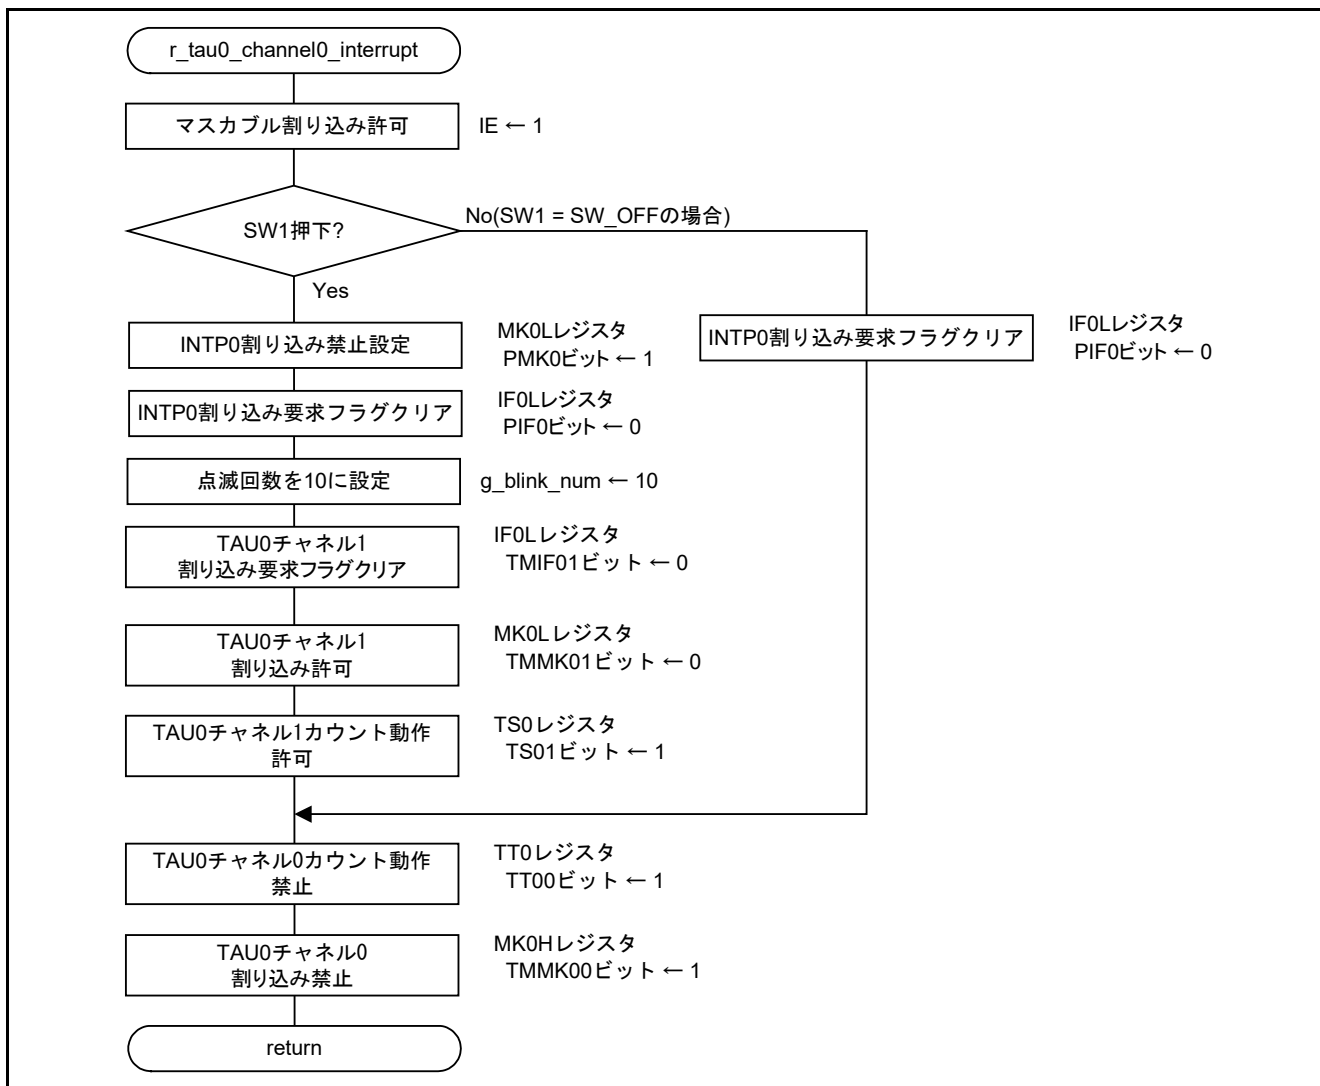 r_tau0_channel0_interrupt
マスカブル割り込み許可
IE ← 1
SW1押下?
No(SW1 = SW_OFFの場合)
Yes
INTP0割り込み禁止設定
MK0Lレジスタ
PMK0ビット ← 1
INTP0割り込み要求フラグクリア
IF0Lレジスタ
PIF0ビット ← 0
INTP0割り込み要求フラグクリア
IF0Lレジスタ
PIF0ビット ← 0
点滅回数を10に設定
g_blink_num ← 10
TAU0チャネル1
割り込み要求フラグクリア
IF0Lレジスタ
TMIF01ビット ← 0
TAU0チャネル1
割り込み許可
MK0Lレジスタ
TMMK01ビット ← 0
TAU0チャネル1カウント動作
許可
TS0レジスタ
TS01ビット ← 1
TAU0チャネル0カウント動作
禁止
TT0レジスタ
TT00ビット ← 1
TAU0チャネル0
割り込み禁止
MK0Hレジスタ
TMMK00ビット ← 1
return